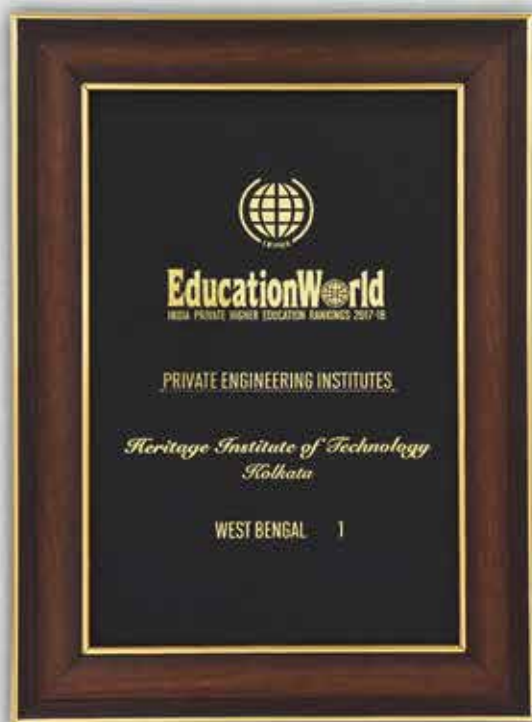 EducationWorld
INDIA PRIVATE HIGHER EDUCATION RANKINGS 2017-18
PRIVATE ENGINEERING INSTITUTES
Heritage Institute of Technology
Kolkata
WEST BENGAL 1